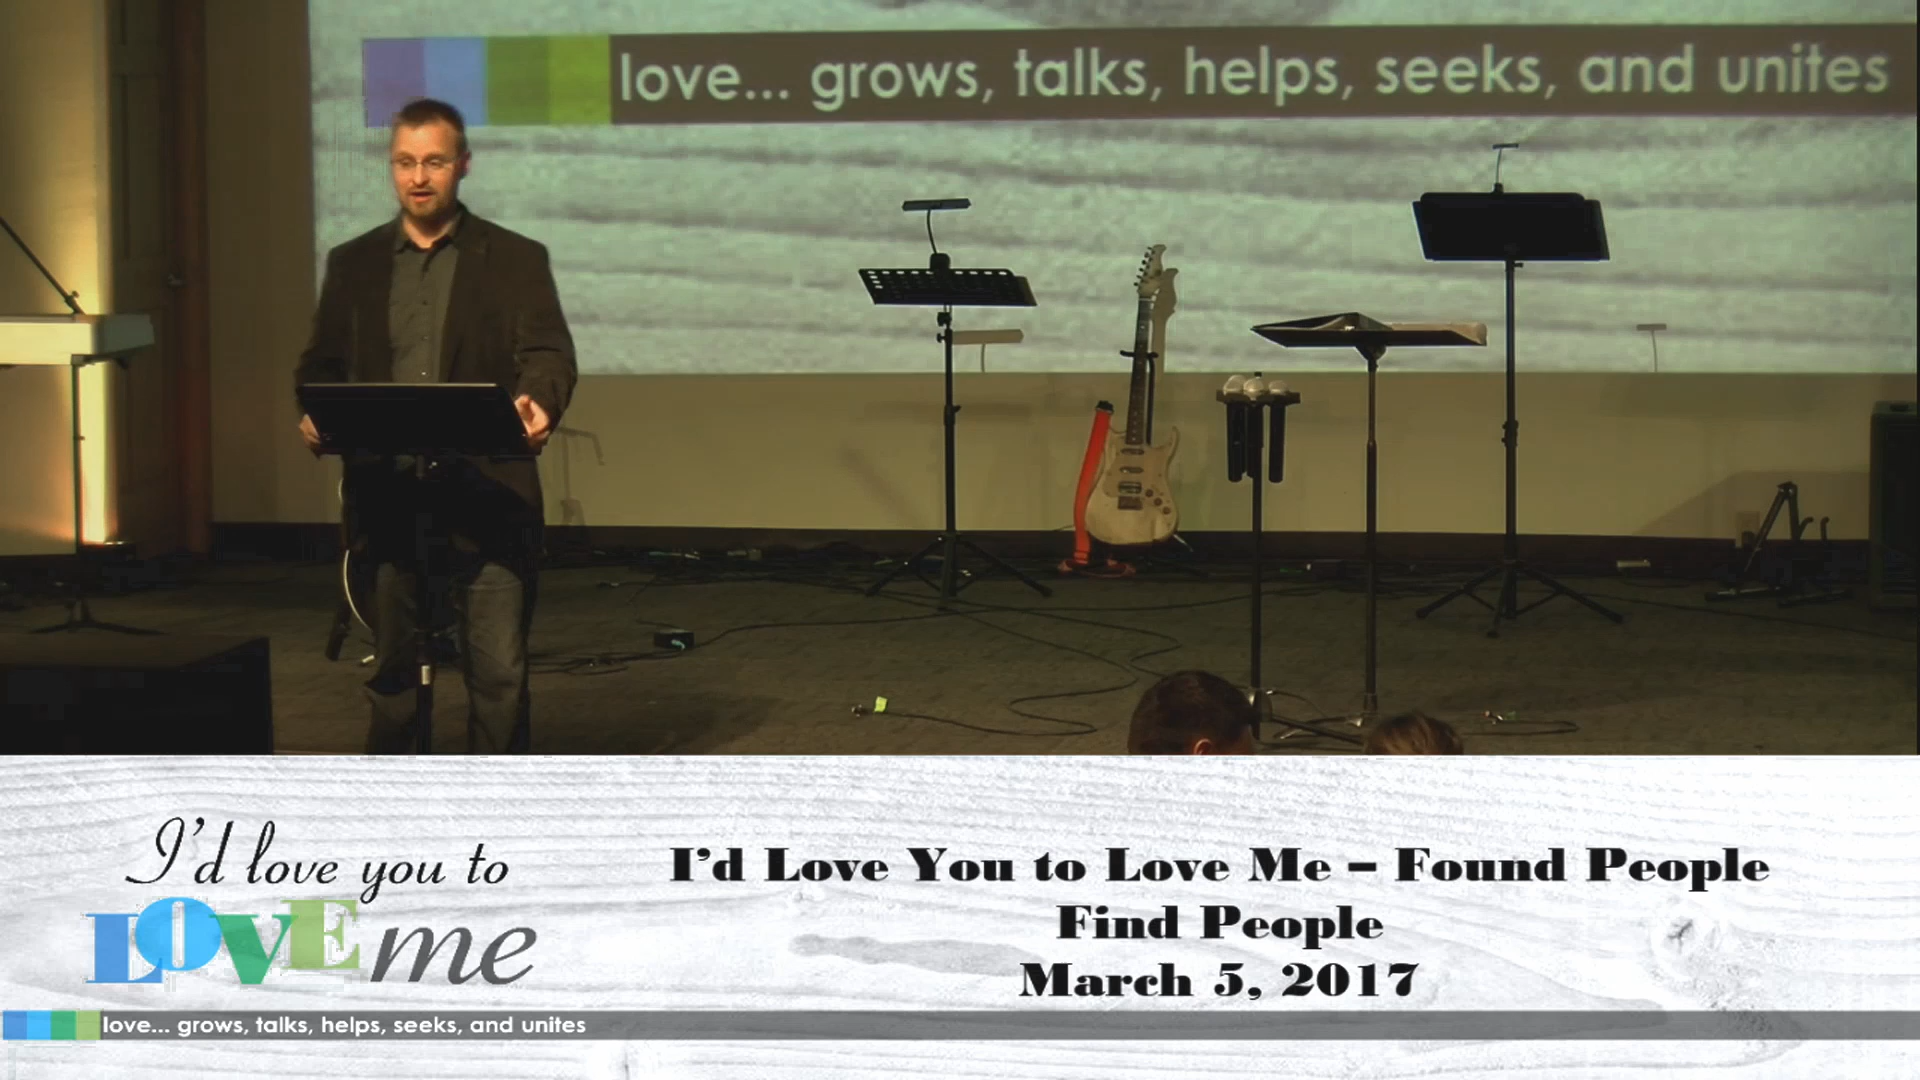 love... grows, talks, helps, seeks, and unites
I'd love you to
LOVE me
I'd Love You to Love Me – Found People
Find People
March 5, 2017
love... grows, talks, helps, seeks, and unites